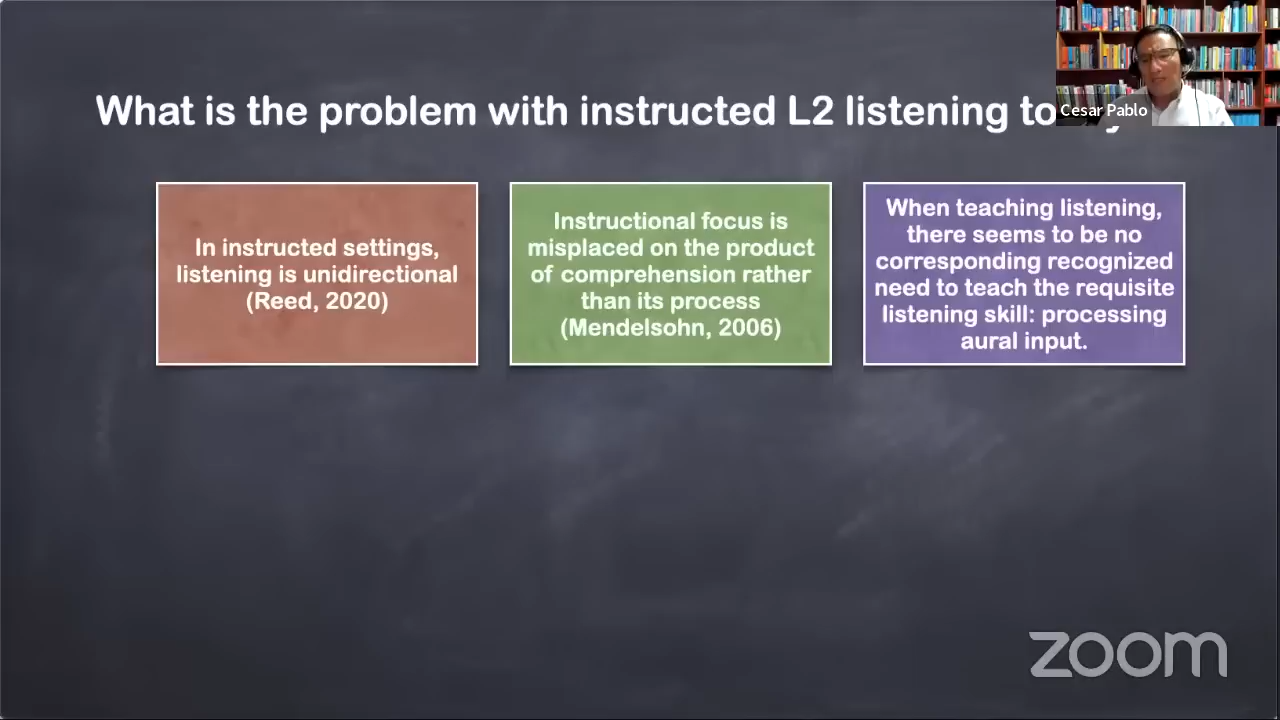 What is the problem with instructed L2 listening
Cesar Pablo
In instructed settings,
listening is unidirectional
(Reed, 2020)
Instructional focus is
misplaced on the product
of comprehension rather
than its process
(Mendelsohn, 2006)
When teaching listening,
there seems to be no
corresponding recognized
need to teach the requisite
listening skill: processing
aural input.
zoom